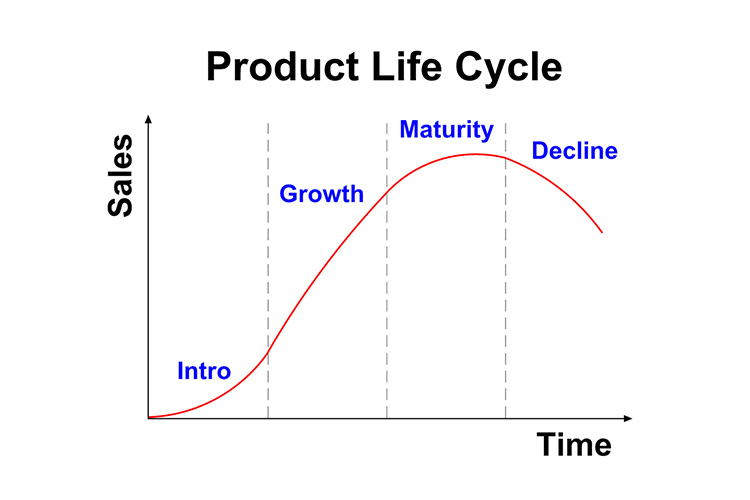 Product Life Cycle
Sales
Intro
Growth
Maturity
Decline
Time